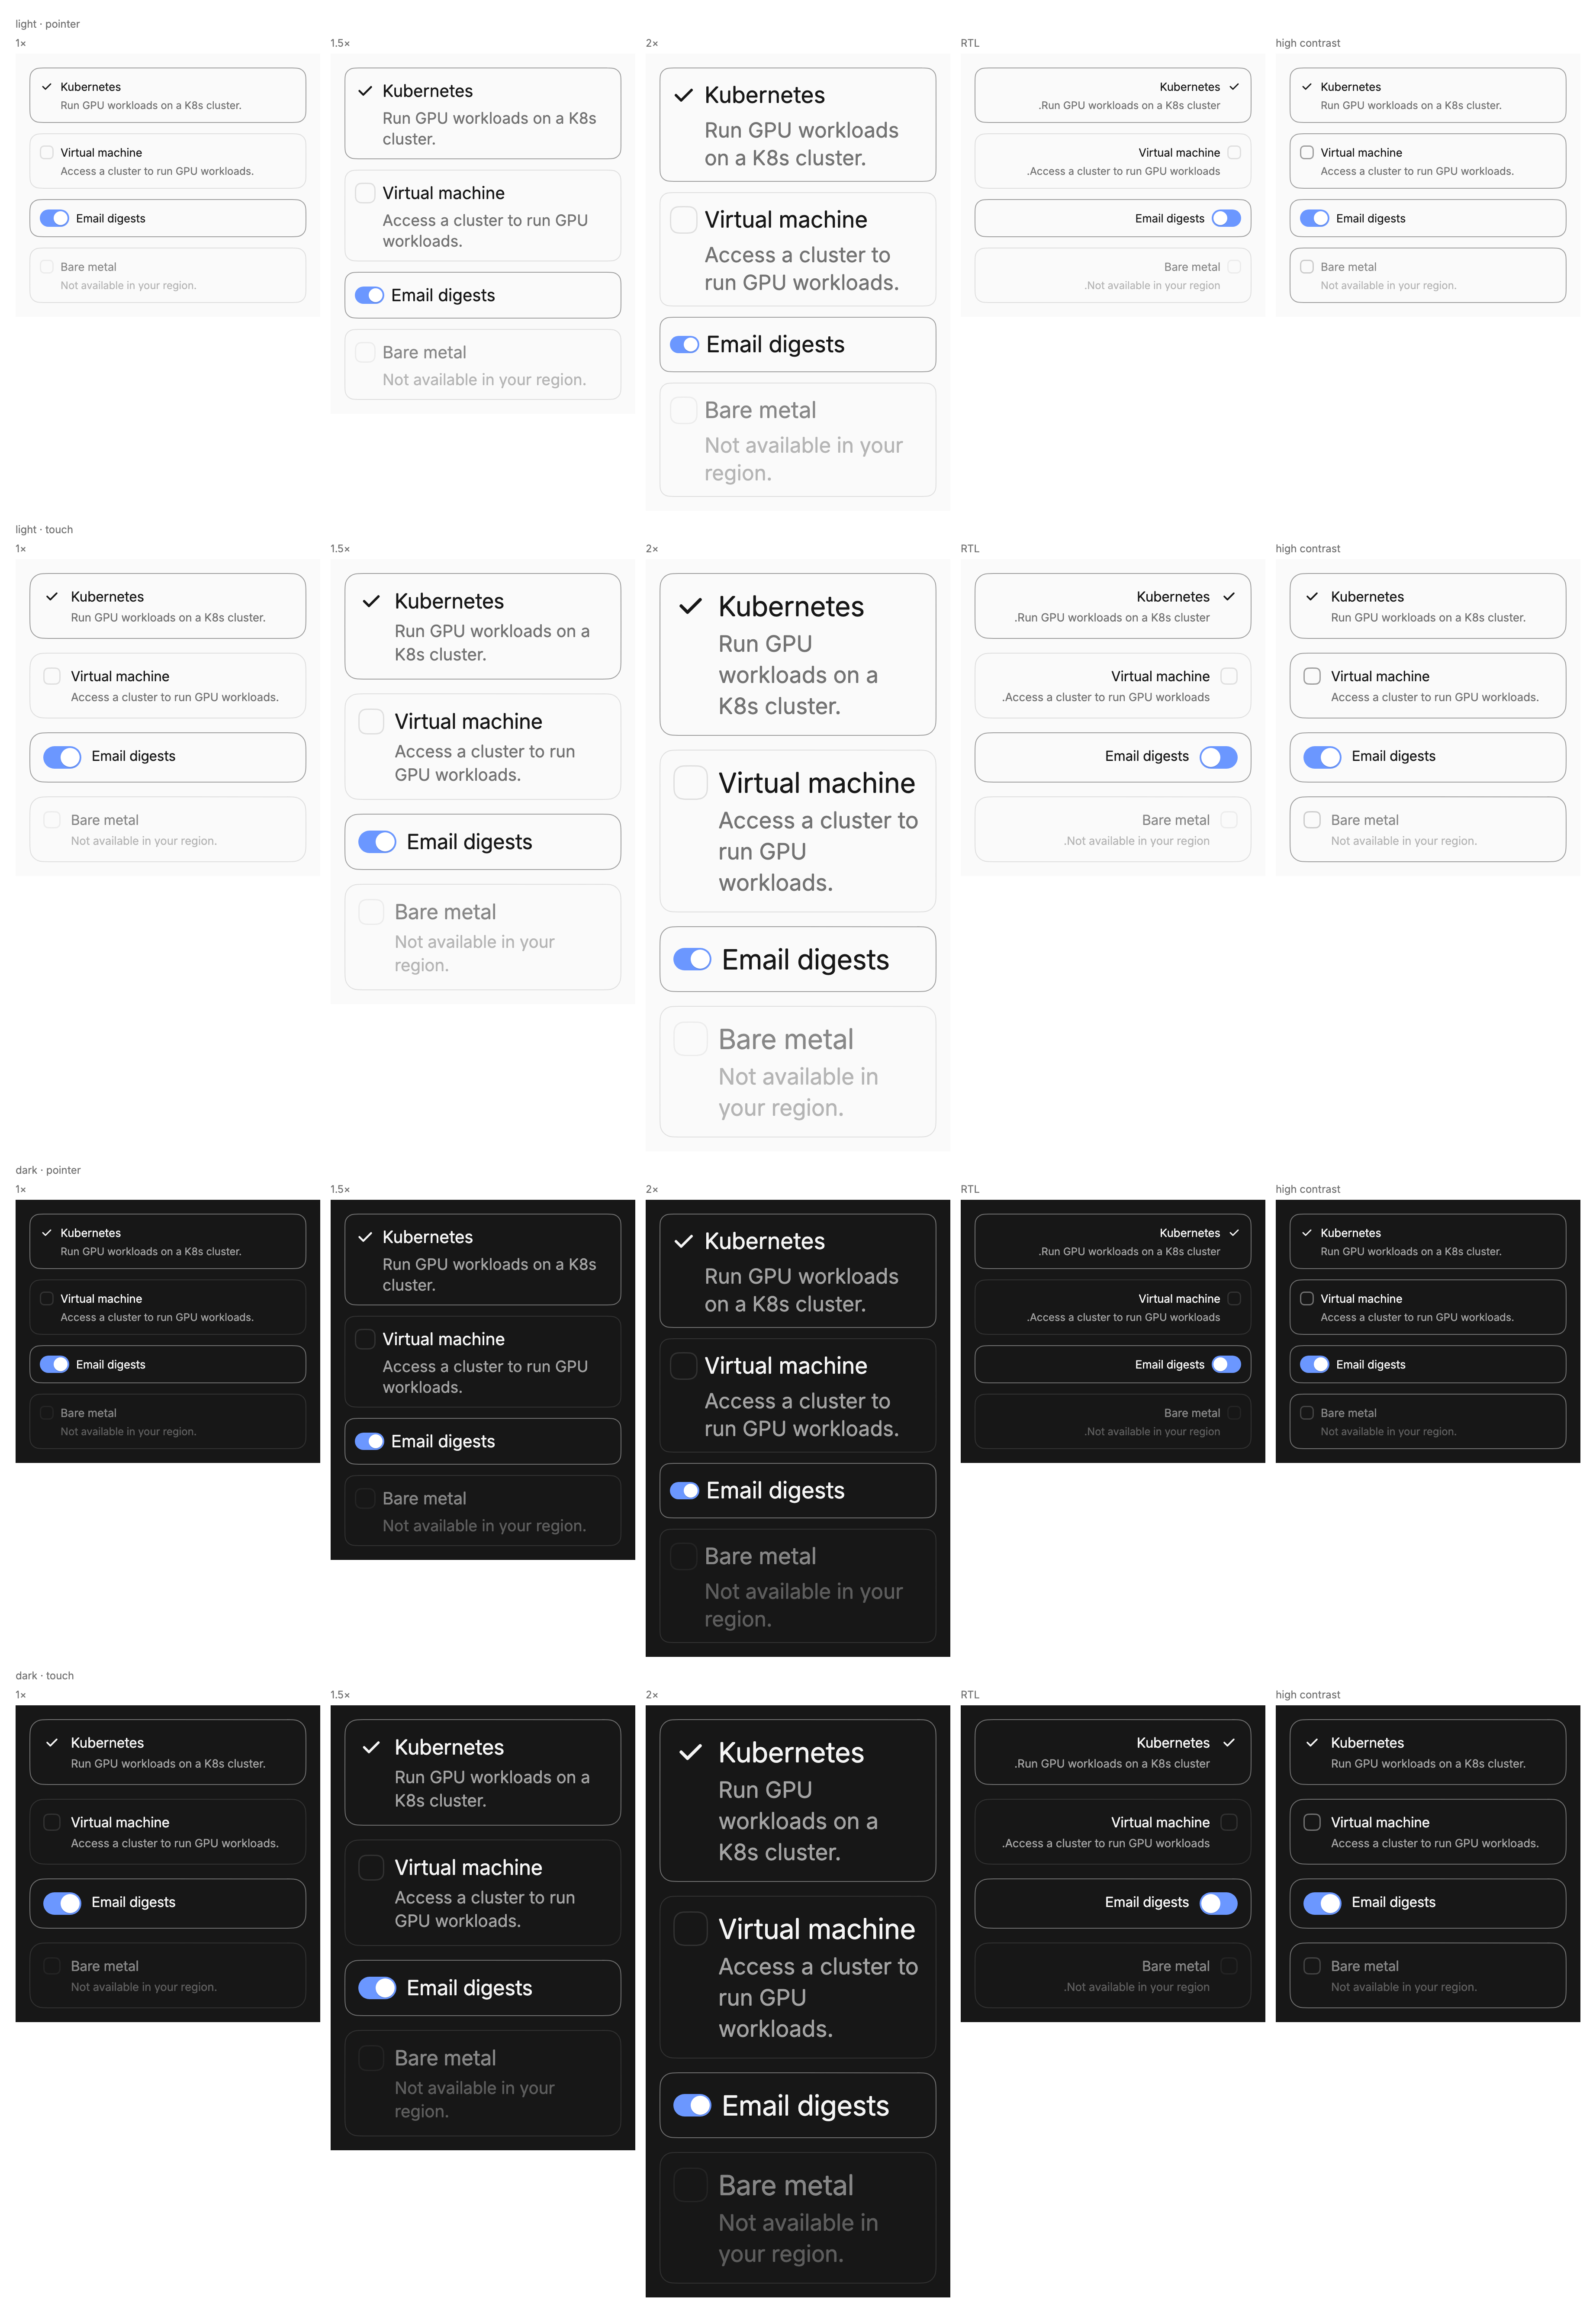 light · pointer
1×
Kubernetes
Run GPU workloads on a K8s cluster.
Virtual machine
Access a cluster to run GPU workloads.
Email digests
Bare metal
Not available in your region.
1.5×
Kubernetes
Run GPU workloads on a K8s
cluster.
Virtual machine
Access a cluster to run GPU
workloads.
Email digests
Bare metal
Not available in your region.
2×
Kubernetes
Run GPU workloads
on a K8s cluster.
Virtual machine
Access a cluster to
run GPU workloads.
Email digests
Bare metal
Not available in your
region.
RTL
Kubernetes
.Run GPU workloads on a K8s cluster
Virtual machine
.Access a cluster to run GPU workloads
Email digests
Bare metal
.Not available in your region
high contrast
Kubernetes
Run GPU workloads on a K8s cluster.
Virtual machine
Access a cluster to run GPU workloads.
Email digests
Bare metal
Not available in your region.
light · touch
1×
Kubernetes
Run GPU workloads on a K8s cluster.
Virtual machine
Access a cluster to run GPU workloads.
Email digests
Bare metal
Not available in your region.
1.5×
Kubernetes
Run GPU workloads on a
K8s cluster.
Virtual machine
Access a cluster to run
GPU workloads.
Email digests
Bare metal
Not available in your
region.
2×
Kubernetes
Run GPU
workloads on a
K8s cluster.
Virtual machine
Access a cluster to
run GPU
workloads.
Email digests
Bare metal
Not available in
your region.
RTL
Kubernetes
.Run GPU workloads on a K8s cluster
Virtual machine
.Access a cluster to run GPU workloads
Email digests
Bare metal
.Not available in your region
high contrast
Kubernetes
Run GPU workloads on a K8s cluster.
Virtual machine
Access a cluster to run GPU workloads.
Email digests
Bare metal
Not available in your region.
dark · pointer
1×
Kubernetes
Run GPU workloads on a K8s cluster.
Virtual machine
Access a cluster to run GPU workloads.
Email digests
Bare metal
Not available in your region.
1.5×
Kubernetes
Run GPU workloads on a K8s
cluster.
Virtual machine
Access a cluster to run GPU
workloads.
Email digests
Bare metal
Not available in your region.
2×
Kubernetes
Run GPU workloads
on a K8s cluster.
Virtual machine
Access a cluster to
run GPU workloads.
Email digests
Bare metal
Not available in your
region.
RTL
Kubernetes
.Run GPU workloads on a K8s cluster
Virtual machine
.Access a cluster to run GPU workloads
Email digests
Bare metal
.Not available in your region
high contrast
Kubernetes
Run GPU workloads on a K8s cluster.
Virtual machine
Access a cluster to run GPU workloads.
Email digests
Bare metal
Not available in your region.
dark · touch
1×
Kubernetes
Run GPU workloads on a K8s cluster.
Virtual machine
Access a cluster to run GPU workloads.
Email digests
Bare metal
Not available in your region.
1.5×
Kubernetes
Run GPU workloads on a
K8s cluster.
Virtual machine
Access a cluster to run
GPU workloads.
Email digests
Bare metal
Not available in your
region.
2×
Kubernetes
Run GPU
workloads on a
K8s cluster.
Virtual machine
Access a cluster to
run GPU
workloads.
Email digests
Bare metal
Not available in
your region.
RTL
Kubernetes
.Run GPU workloads on a K8s cluster
Virtual machine
.Access a cluster to run GPU workloads
Email digests
Bare metal
.Not available in your region
high contrast
Kubernetes
Run GPU workloads on a K8s cluster.
Virtual machine
Access a cluster to run GPU workloads.
Email digests
Bare metal
Not available in your region.